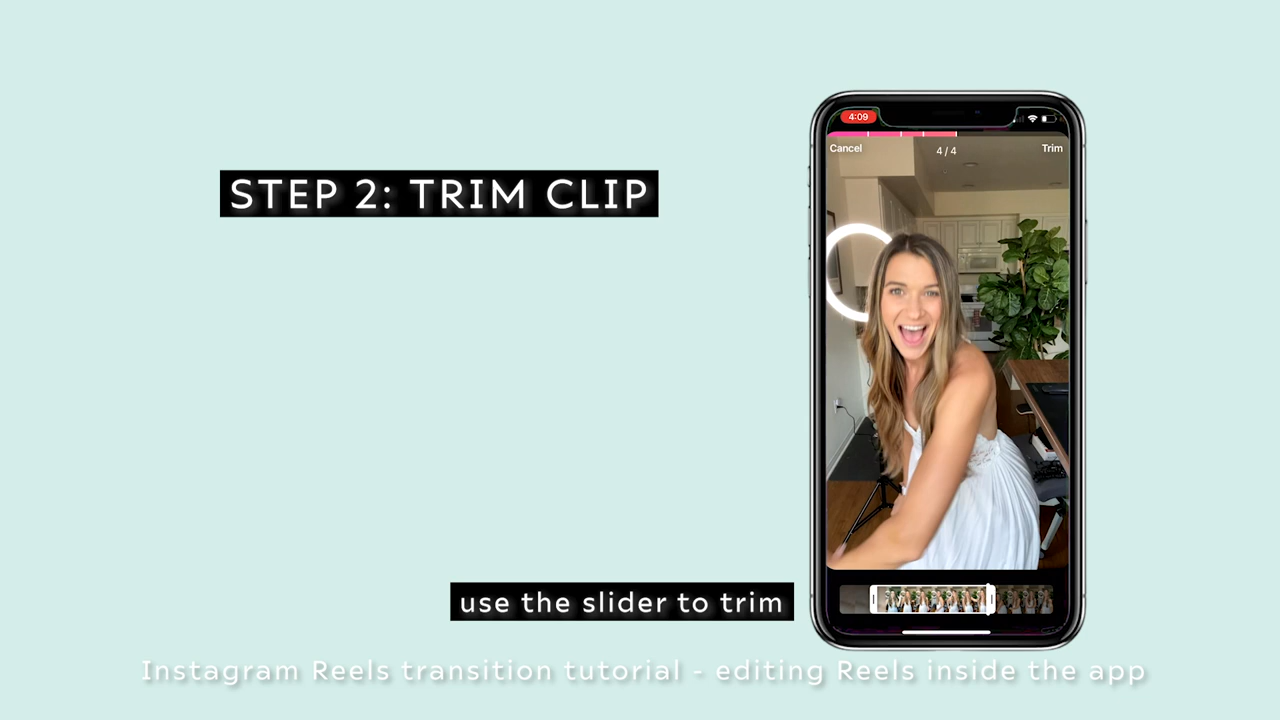 4:09
Cancel
4 / 4
Trim
STEP 2: TRIM CLIP
use the slider to trim
Instagram Reels transition tutorial - editing Reels inside the app